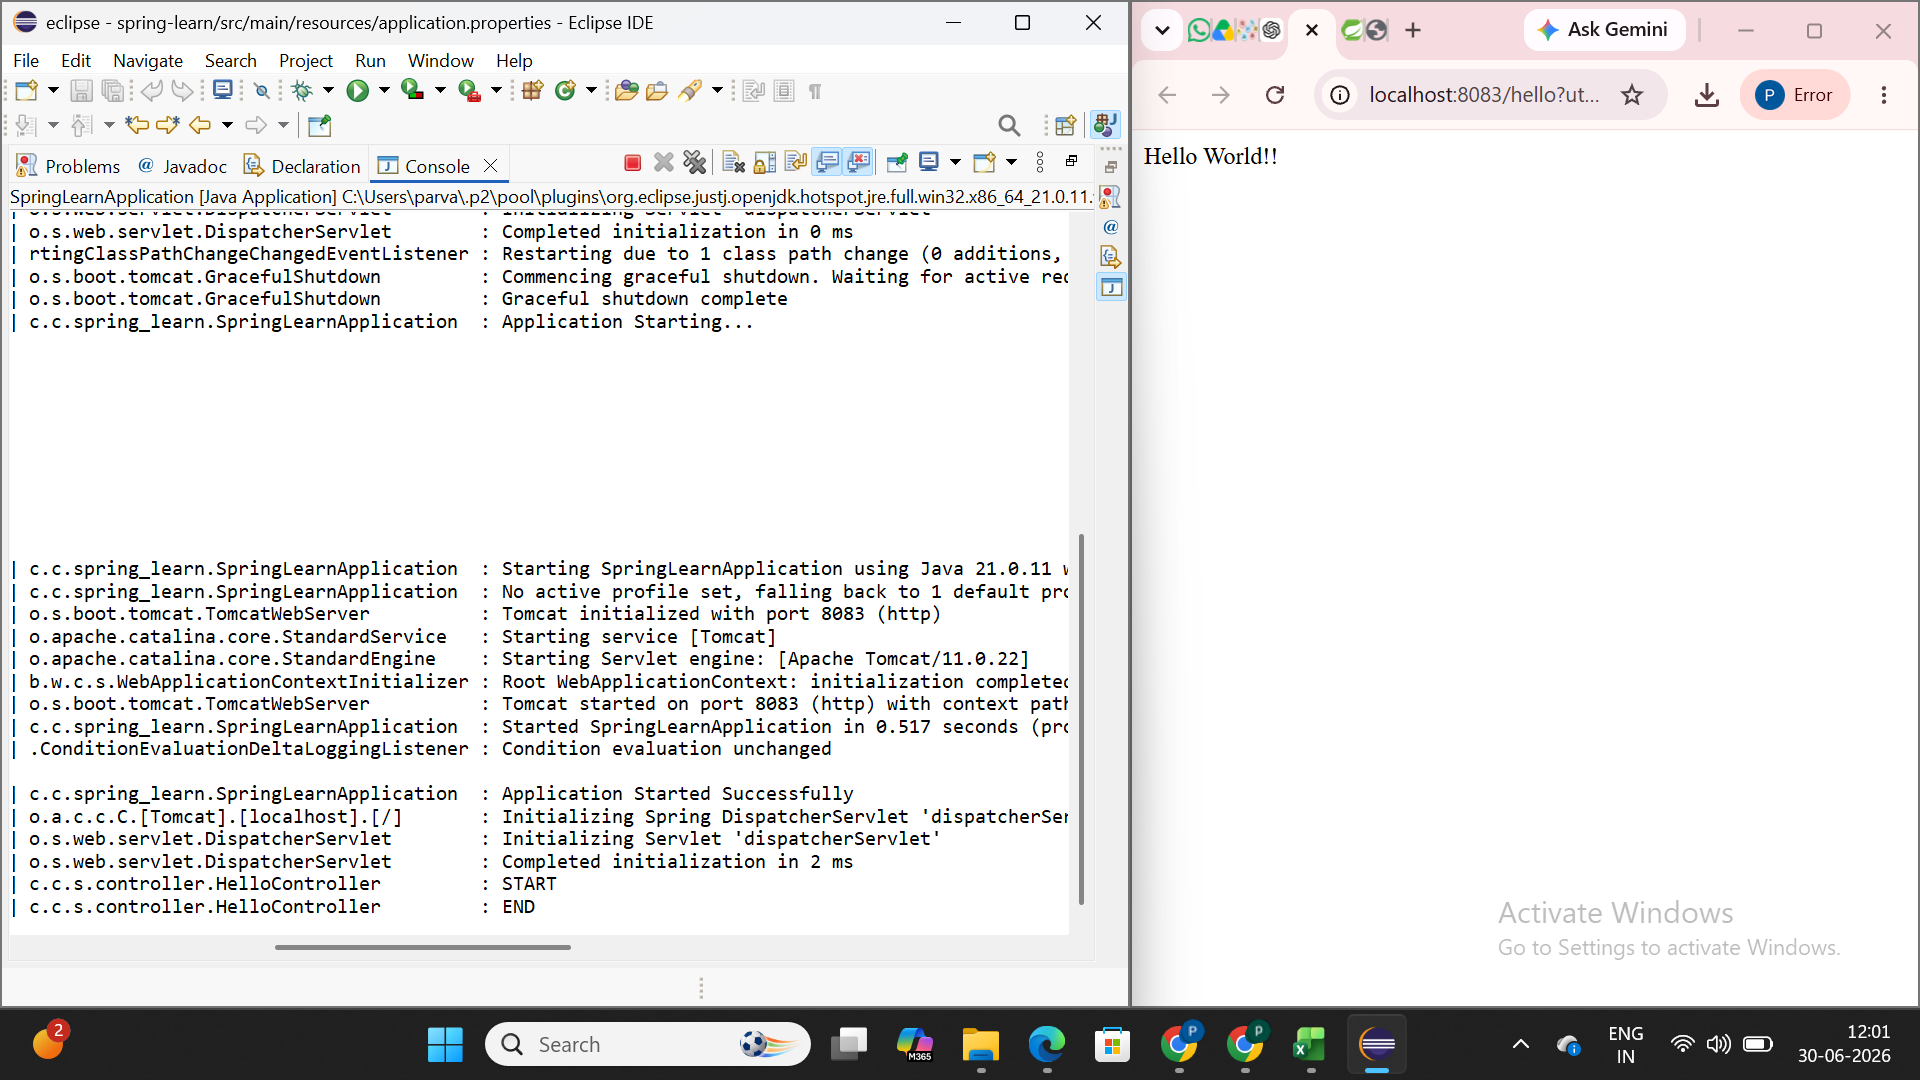 eclipse - spring-learn/src/main/resources/application.properties - Eclipse IDE
File Edit Navigate Search Project Run Window Help
Problems Javadoc Declaration Console
SpringLearnApplication [Java Application] C:\Users\parva\.p2\pool\plugins\org.eclipse.justj.openjdk.hotspot.jre.full.win32.x86_64_21.0.11.
| o.s.web.servlet.DispatcherServlet : Initializing Servlet 'dispatcherServlet'
| o.s.web.servlet.DispatcherServlet : Completed initialization in 0 ms
| rtingClassPathChangeChangedEventListener : Restarting due to 1 class path change (0 additions,
| o.s.boot.tomcat.GracefulShutdown : Commencing graceful shutdown. Waiting for active req
| o.s.boot.tomcat.GracefulShutdown : Graceful shutdown complete
| c.c.spring_learn.SpringLearnApplication : Application Starting...
| c.c.spring_learn.SpringLearnApplication : Starting SpringLearnApplication using Java 21.0.11 w
| c.c.spring_learn.SpringLearnApplication : No active profile set, falling back to 1 default pro
| o.s.boot.tomcat.TomcatWebServer : Tomcat initialized with port 8083 (http)
| o.apache.catalina.core.StandardService : Starting service [Tomcat]
| o.apache.catalina.core.StandardEngine : Starting Servlet engine: [Apache Tomcat/11.0.22]
| b.w.c.s.WebApplicationContextInitializer : Root WebApplicationContext: initialization completed
| o.s.boot.tomcat.TomcatWebServer : Tomcat started on port 8083 (http) with context path
| c.c.spring_learn.SpringLearnApplication : Started SpringLearnApplication in 0.517 seconds (pro
| .ConditionEvaluationDeltaLoggingListener : Condition evaluation unchanged
| c.c.spring_learn.SpringLearnApplication : Application Started Successfully
| o.a.c.c.C.[Tomcat].[localhost].[/] : Initializing Spring DispatcherServlet 'dispatcherSer
| o.s.web.servlet.DispatcherServlet : Initializing Servlet 'dispatcherServlet'
| o.s.web.servlet.DispatcherServlet : Completed initialization in 2 ms
| c.c.s.controller.HelloController : START
| c.c.s.controller.HelloController : END
Ask Gemini
localhost:8083/hello?ut...
P Error
Hello World!!
Activate Windows
Go to Settings to activate Windows.
2
Search
M365
P
p
ENG
IN
12:01
30-06-2026